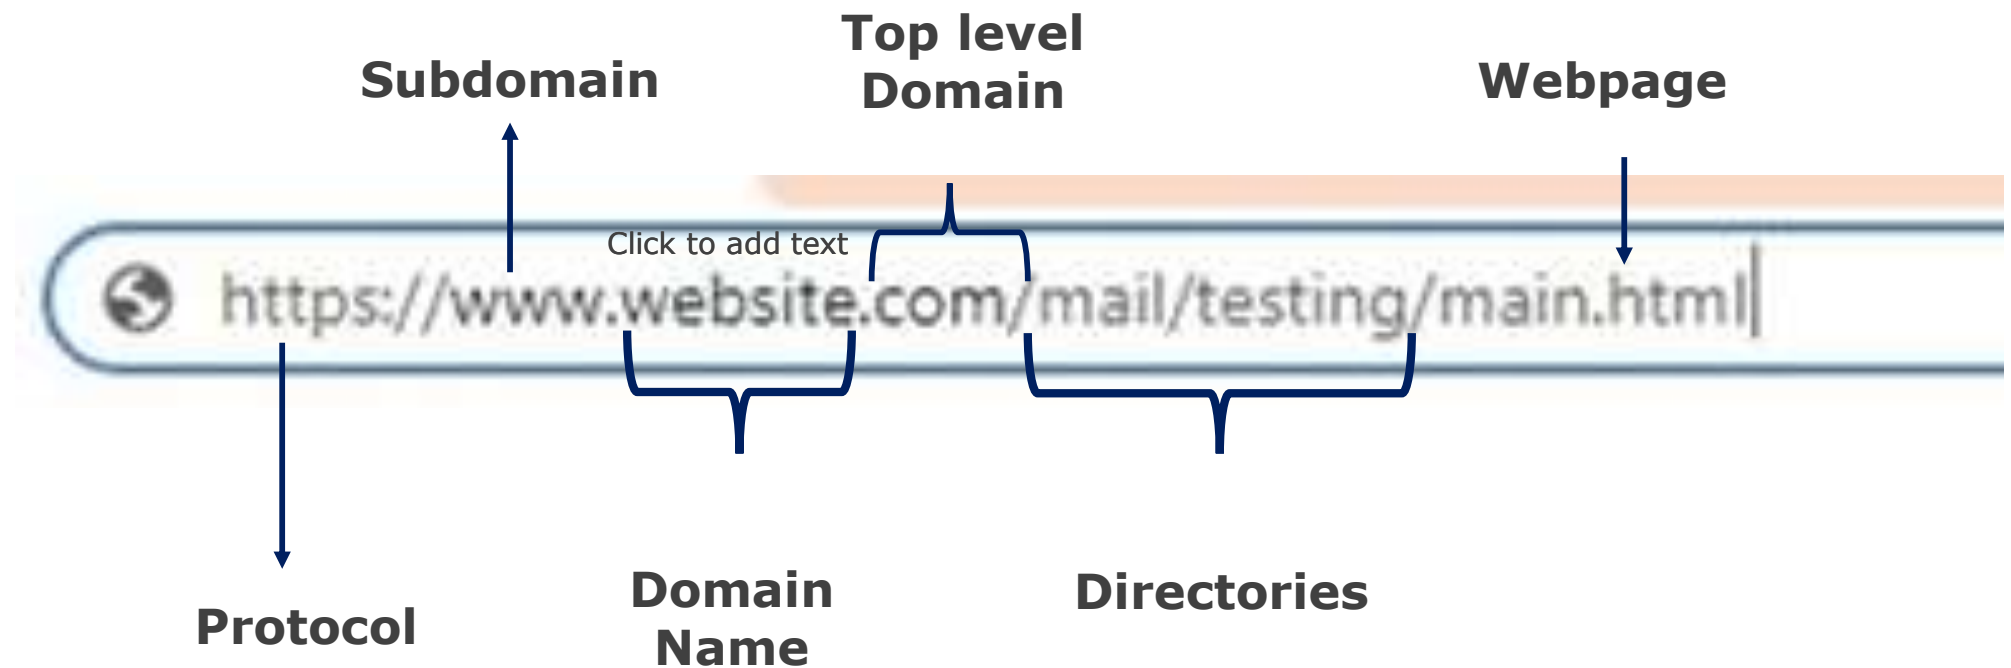 Top level
Domain
Subdomain
Webpage
Click to add text
https://www.website.com/mail/testing/main.html
Protocol
Domain
Name
Directories